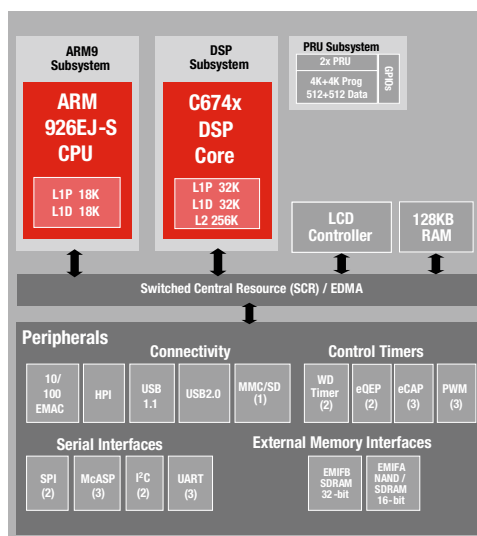 ARM9
Subsystem
ARM
926EJ-S
CPU
L1P 18K
L1D 18K
DSP
Subsystem
C674x
DSP
Core
L1P 32K
L1D 32K
L2 256K
PRU Subsystem
2x PRU
4K+4K Prog
512+512 Data
GPIOs
LCD
Controller
128KB
RAM
Switched Central Resource (SCR) / EDMA
Peripherals
Connectivity
10/
100
EMAC
HPI
USB
1.1
USB2.0
MMC/SD
(1)
Control Timers
WD
Timer
(2)
eQEP
(2)
eCAP
(3)
PWM
(3)
Serial Interfaces
SPI
(2)
McASP
(3)
I²C
(2)
UART
(3)
External Memory Interfaces
EMIFB
SDRAM
32-bit
EMIFA
NAND /
SDRAM
16-bit